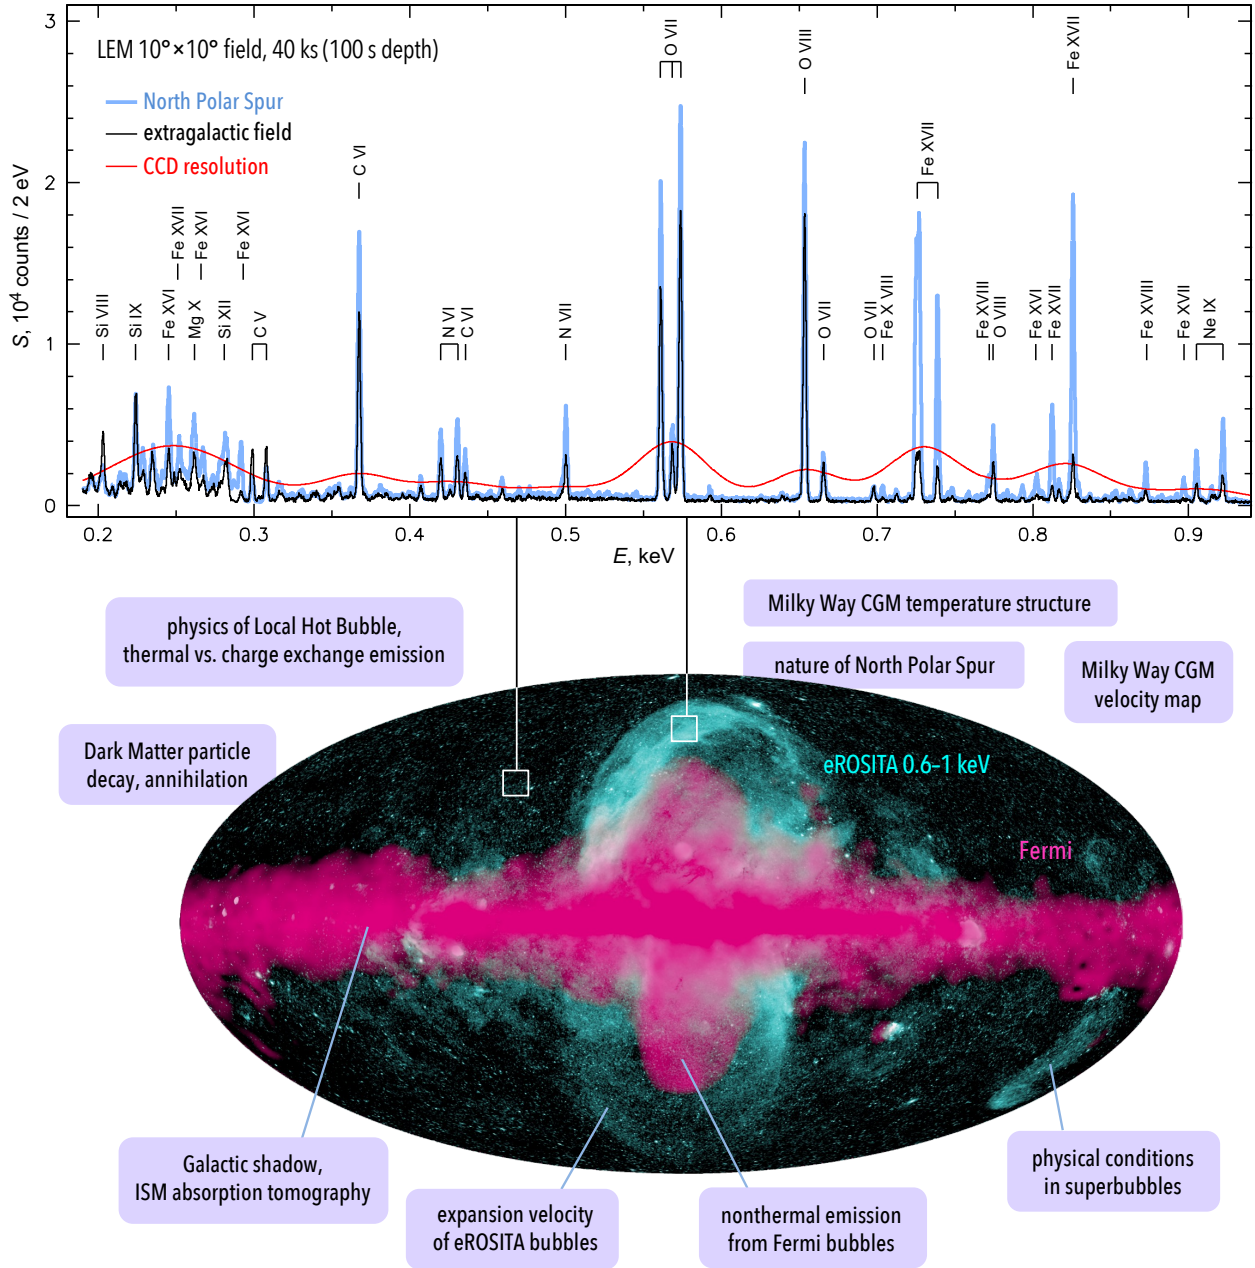 3
2
1
0
S, 10⁴ counts / 2 eV
LEM 10°×10° field, 40 ks (100 s depth)
North Polar Spur
extragalactic field
CCD resolution
Si VIII
Si IX
Fe XVI
Fe XVII
Mg X
Fe XVI
Si XII
Fe XVI
C V
C VI
N VI
C VI
N VII
O VII
O VIII
O VII
O VII
Fe X VIII
Fe XVII
Fe XVIII
O VIII
Fe XVI
Fe XVII
Fe XVII
Fe XVIII
Fe XVII
Ne IX
0.2
0.3
0.4
0.5
0.6
0.7
0.8
0.9
E, keV
physics of Local Hot Bubble,
thermal vs. charge exchange emission
Milky Way CGM temperature structure
nature of North Polar Spur
Milky Way CGM
velocity map
Dark Matter particle
decay, annihilation
eROSITA 0.6–1 keV
Fermi
Galactic shadow,
ISM absorption tomography
expansion velocity
of eROSITA bubbles
nonthermal emission
from Fermi bubbles
physical conditions
in superbubbles